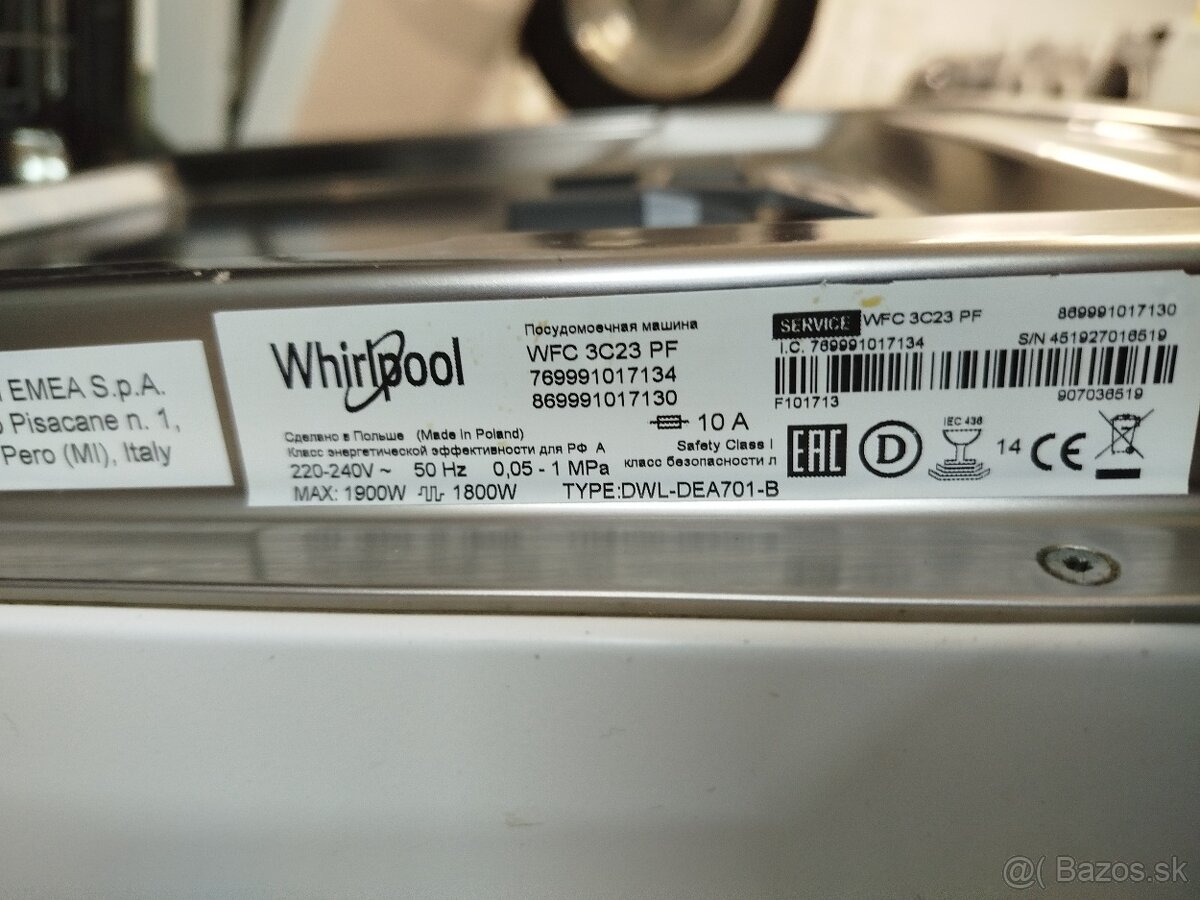 EMEA S.p.A.
Pisacane n. 1,
Pero (MI), Italy
Whirlpool
Посудомоечная машина
WFC 3C23 PF
769991017134
869991017130
10 A
Сделано в Польше (Made in Poland)
Класс энергетической эффективности для РФ A
Safety Class I
220-240V ~ 50 Hz 0,05 - 1 MPa класс безопасности л
MAX: 1900W 1800W TYPE:DWL-DEA701-B
SERVICE WFC 3C23 PF 869991017130
I.C. 769991017134 S/N 451927016519
F101713 907036519
EAC D IEC 436 14 CE
@( Bazos.sk